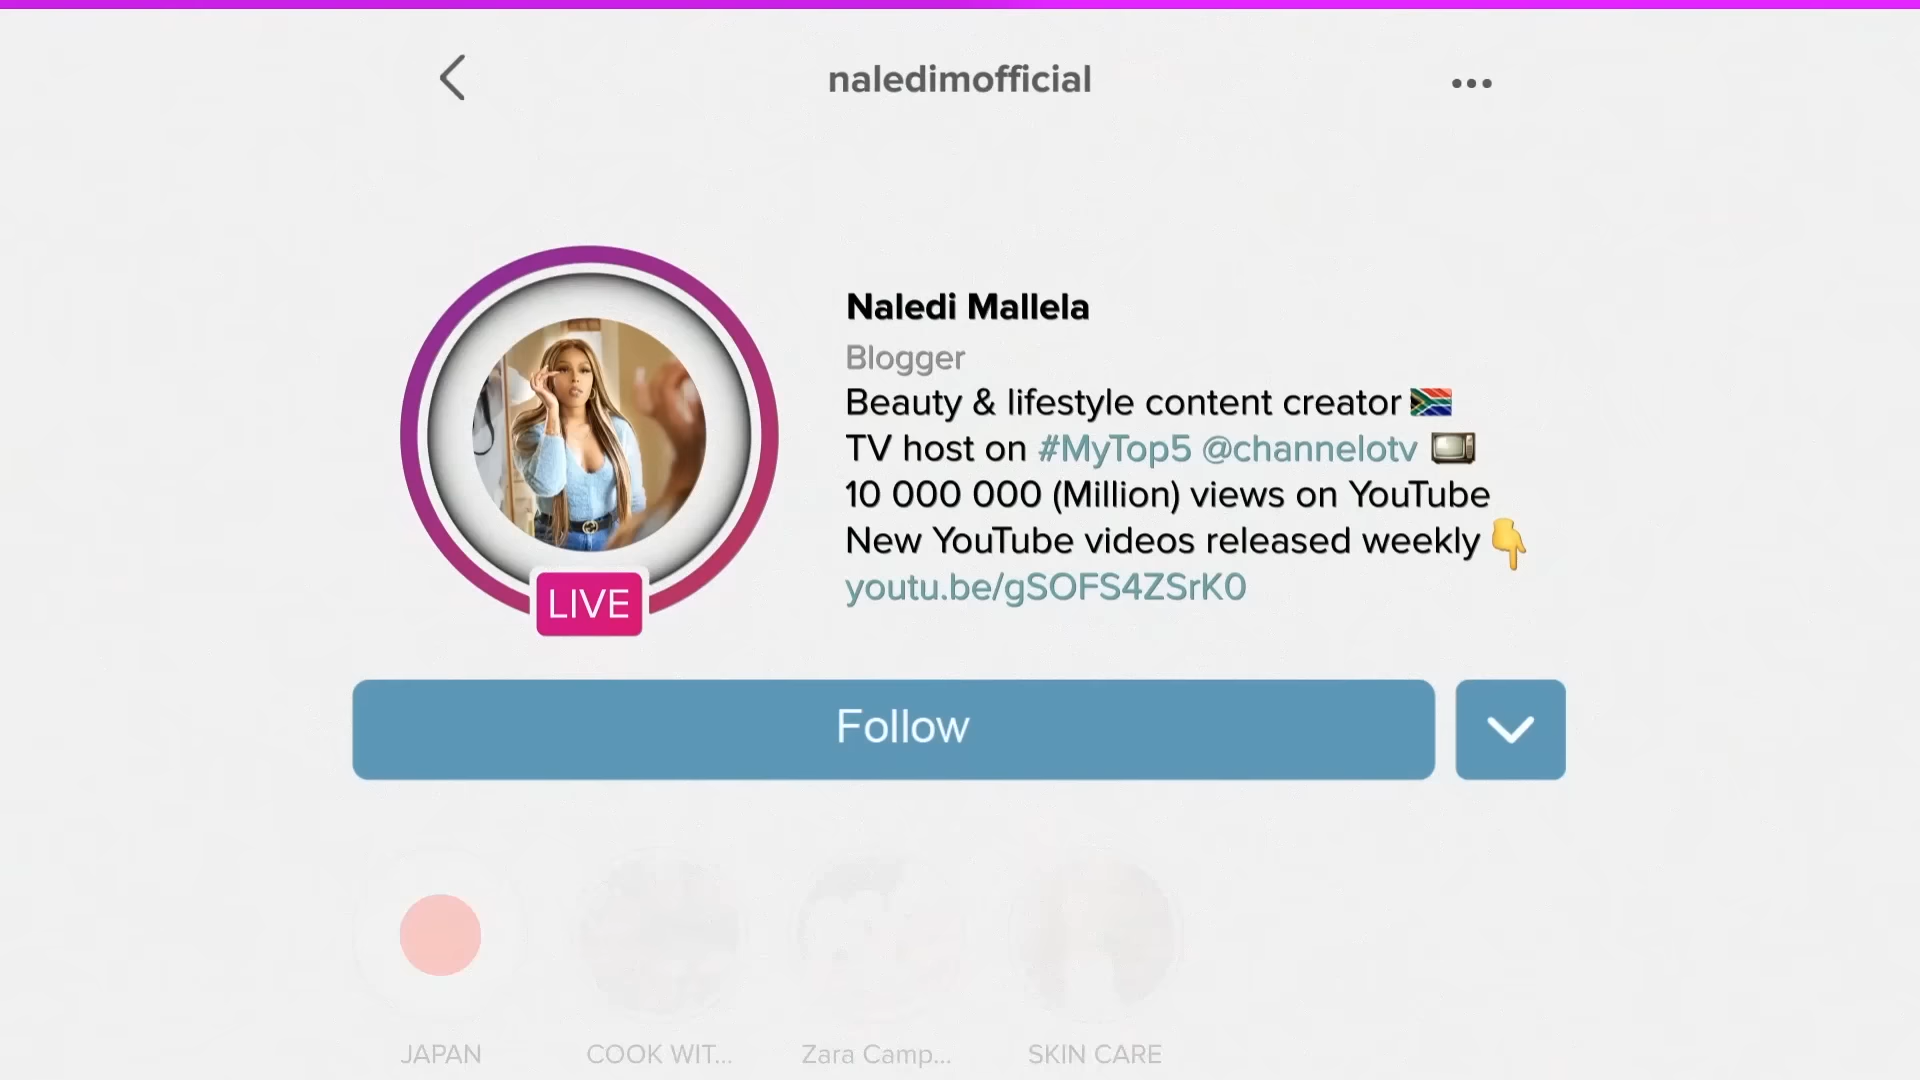 naledimofficial
Naledi Mallela
Blogger
Beauty & lifestyle content creator 🇿🇦
TV host on #MyTop5 @channelotv 📺
10 000 000 (Million) views on YouTube
New YouTube videos released weekly 👇
youtu.be/gSOFS4ZSrK0
LIVE
Follow
JAPAN
COOK WIT...
Zara Camp...
SKIN CARE